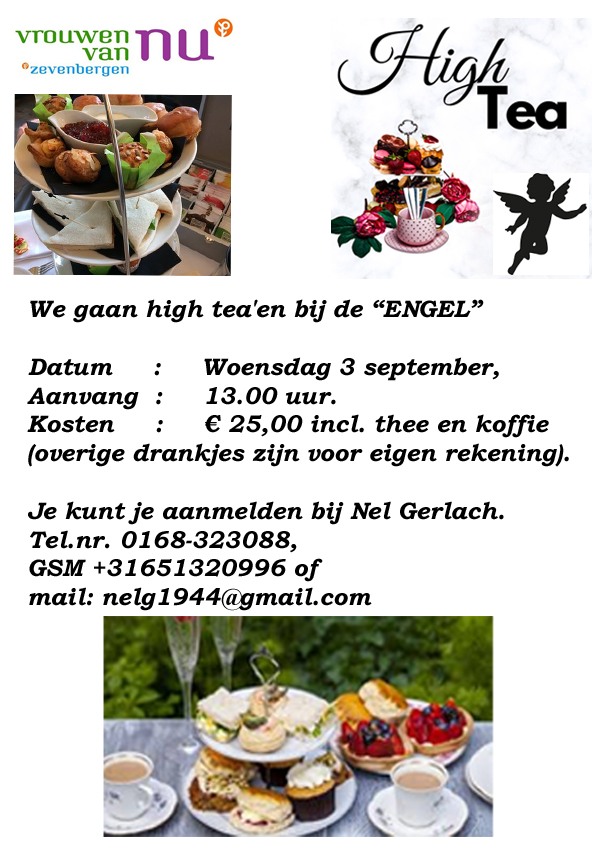 vrouwen
van nu
zevenbergen
High
Tea
We gaan high tea'en bij de “ENGEL”
Datum : Woensdag 3 september,
Aanvang : 13.00 uur.
Kosten : € 25,00 incl. thee en koffie
(overige drankjes zijn voor eigen rekening).
Je kunt je aanmelden bij Nel Gerlach.
Tel.nr. 0168-323088,
GSM +31651320996 of
mail: nelg1944@gmail.com